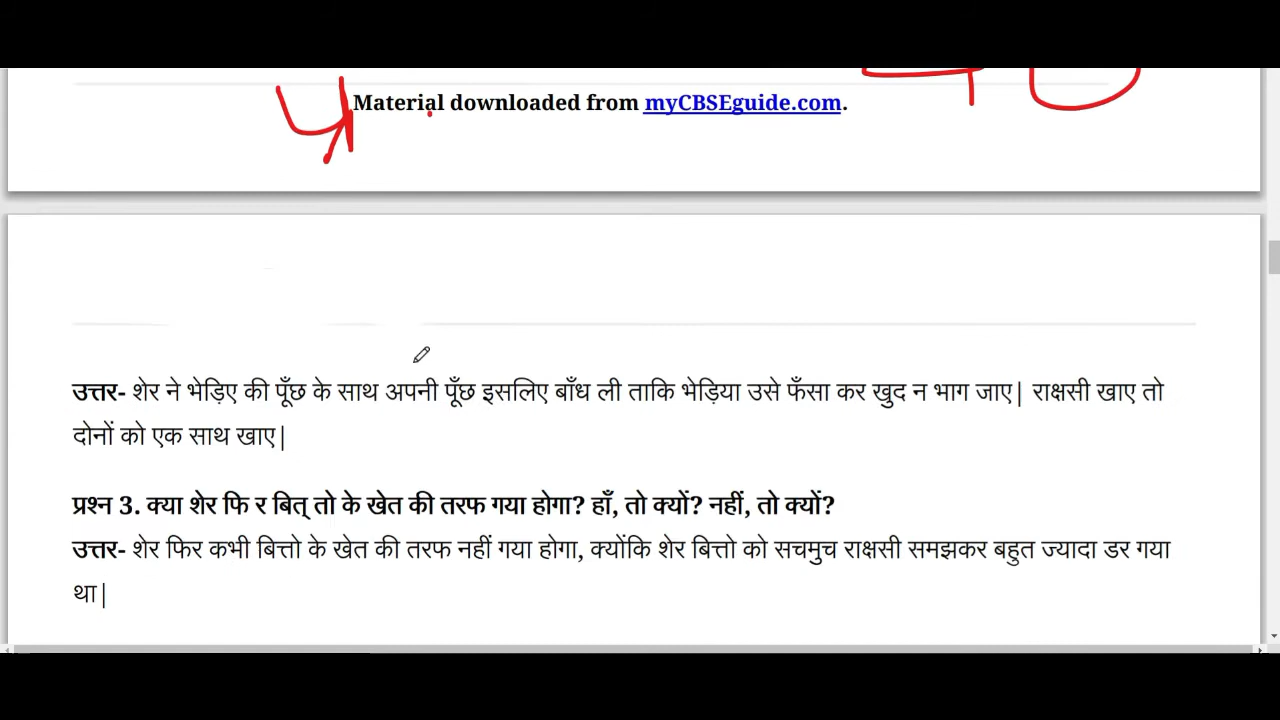 Material downloaded from myCBSEguide.com.
उत्तर- शेर ने भेड़िए की पूँछ के साथ अपनी पूँछ इसलिए बाँध ली ताकि भेड़िया उसे फँसा कर खुद न भाग जाए| राक्षसी खाए तो
दोनों को एक साथ खाए|
प्रश्न 3. क्या शेर फि र बित् तो के खेत की तरफ गया होगा? हाँ, तो क्यों? नहीं, तो क्यों?
उत्तर- शेर फिर कभी बित्तो के खेत की तरफ नहीं गया होगा, क्योंकि शेर बित्तो को सचमुच राक्षसी समझकर बहुत ज्यादा डर गया
था|